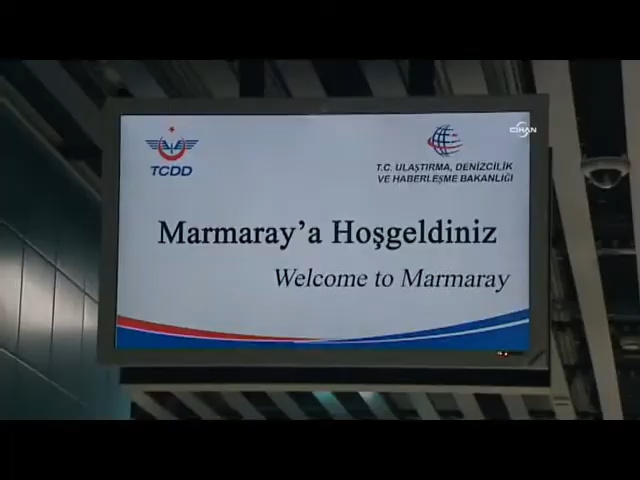 CİHAN
TCDD
T.C. ULAŞTIRMA, DENİZCİLİK
VE HABERLEŞME BAKANLIĞI
Marmaray’a Hoşgeldiniz
Welcome to Marmaray